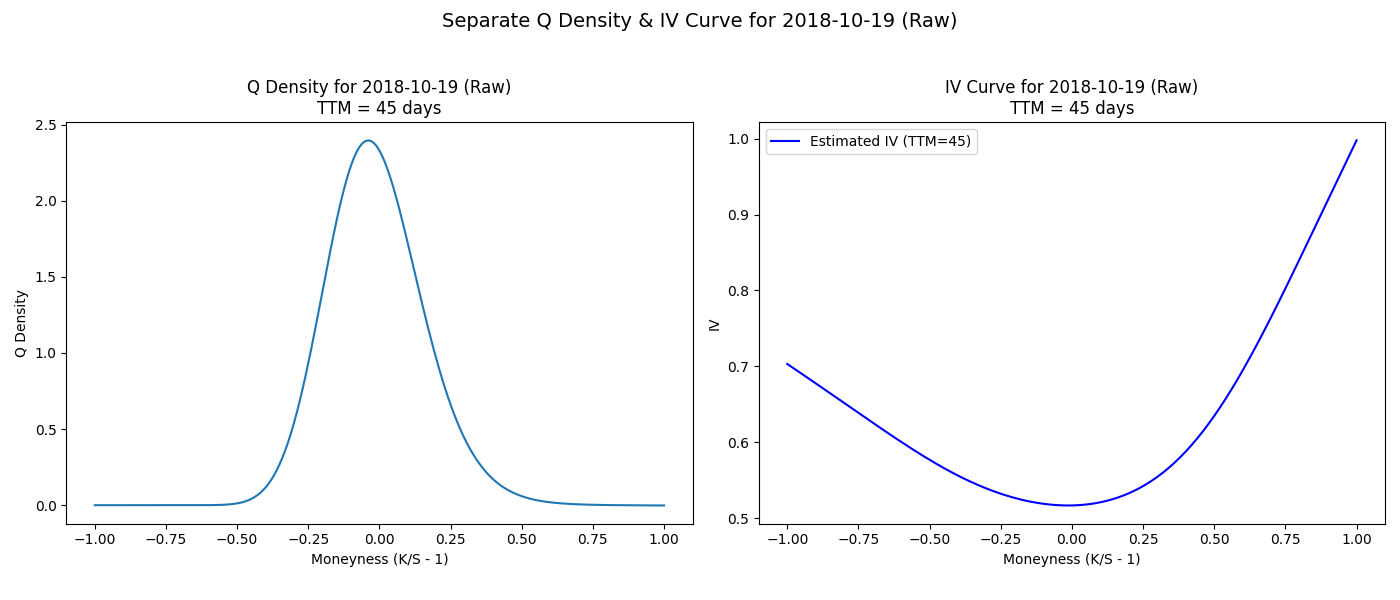 Separate Q Density & IV Curve for 2018-10-19 (Raw)
Q Density for 2018-10-19 (Raw)
TTM = 45 days
2.5
2.0
1.5
1.0
0.5
0.0
Q Density
−1.00 −0.75 −0.50 −0.25 0.00 0.25 0.50 0.75 1.00
Moneyness (K/S - 1)
IV Curve for 2018-10-19 (Raw)
TTM = 45 days
Estimated IV (TTM=45)
1.0
0.9
0.8
0.7
0.6
0.5
IV
−1.00 −0.75 −0.50 −0.25 0.00 0.25 0.50 0.75 1.00
Moneyness (K/S - 1)